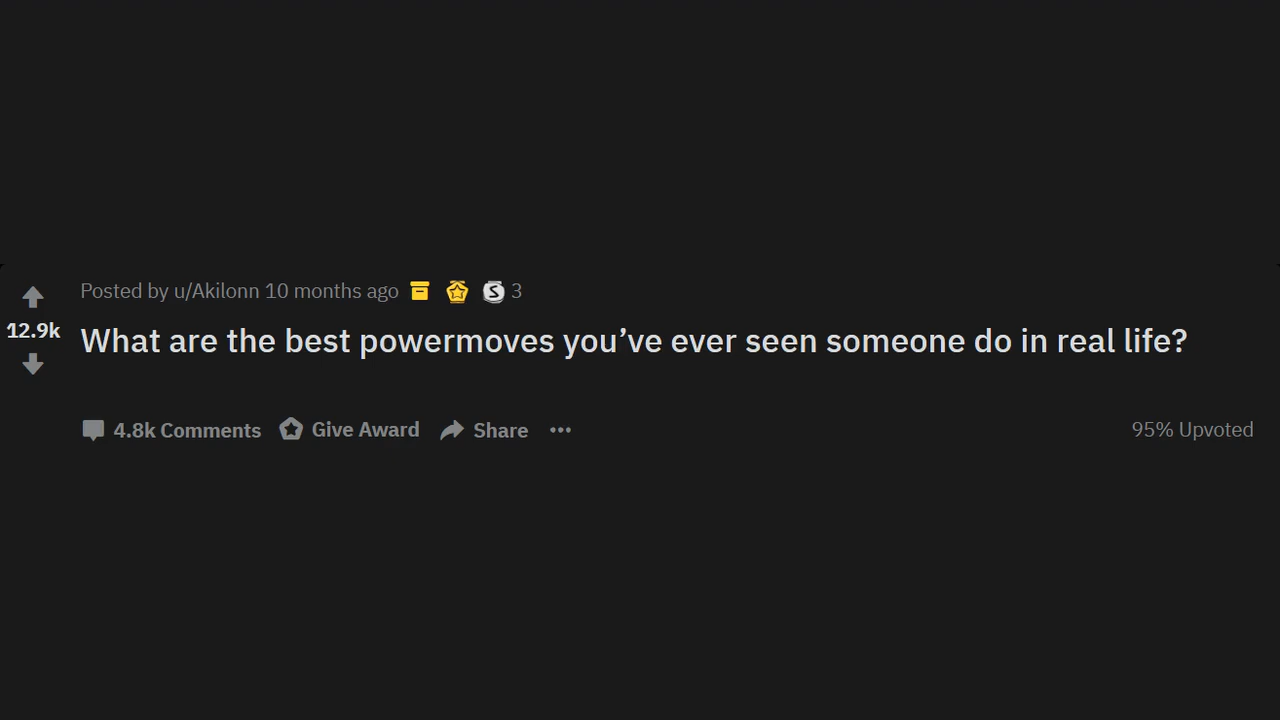 Posted by u/Akilonn 10 months ago 3
12.9k
What are the best powermoves you’ve ever seen someone do in real life?
4.8k Comments Give Award Share ••• 95% Upvoted